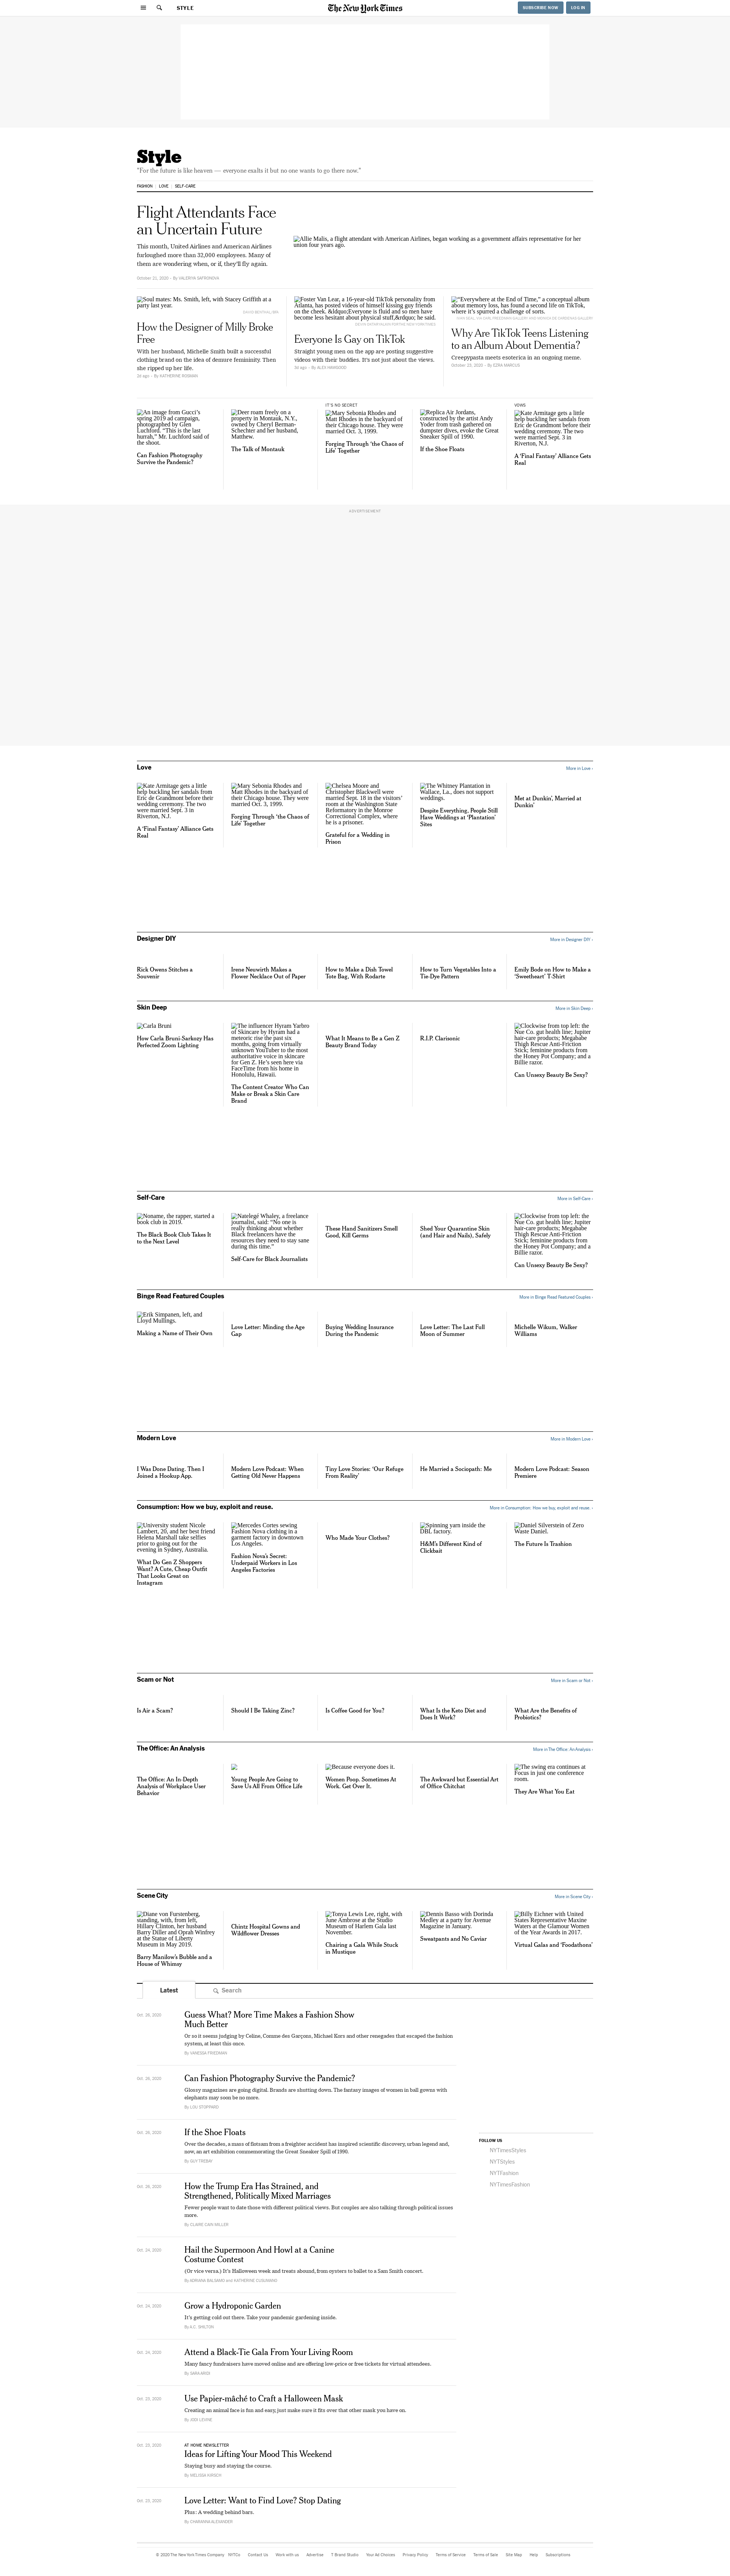 STYLE
The New York Times
SUBSCRIBE NOW
LOG IN
Style
"For the future is like heaven — everyone exalts it but no one wants to go there now."
FASHION
LOVE
SELF-CARE
Flight Attendants Face
an Uncertain Future
This month, United Airlines and American Airlines
furloughed more than 32,000 employees. Many of
them are wondering when, or if, they'll fly again.
October 21, 2020 • By VALERIYA SAFRONOVA
Allie Malis, a flight attendant with American Airlines, began working as a government affairs representative for her
union four years ago.
Soul mates: Ms. Smith, left, with Stacey Griffith at a
party last year.
How the Designer of Milly Broke
Free
With her husband, Michelle Smith built a successful
clothing brand on the idea of demure femininity. Then
she ripped up her life.
2d ago • By KATHERINE ROSMAN
Foster Van Lear, a 16-year-old TikTok personality from
Atlanta, has posted videos of himself kissing guy friends
on the cheek. &ldquo;Everyone is fluid and so men have
become less hesitant about physical stuff,&rdquo; he said.
Everyone Is Gay on TikTok
Straight young men on the app are posting suggestive
videos with their buddies. It's not just about the views.
3d ago • By ALEX HAWGOOD
"Everywhere at the End of Time," a conceptual album
about memory loss, has found a second life on TikTok,
where it's spurred a challenge of sorts.
Why Are TikTok Teens Listening
to an Album About Dementia?
Creepypasta meets esoterica in an ongoing meme.
October 23, 2020 • By EZRA MARCUS
An image from Gucci's
spring 2019 ad campaign,
photographed by Glen
Luchford. "This is the last
hurrah," Mr. Luchford said of
the shoot.
Can Fashion Photography
Survive the Pandemic?
Deer roam freely on a
property in Montauk, N.Y.,
owned by Cheryl Berman-
Schechter and her husband,
Matthew.
The Talk of Montauk
IT'S NO SECRET
Mary Sebonia Rhodes and
Matt Rhodes in the backyard of
their Chicago house. They were
married Oct. 3, 1999.
Forging Through 'the Chaos of
Life' Together
Replica Air Jordans,
constructed by the artist Andy
Yoder from trash gathered on
dumpster dives, evoke the Great
Sneaker Spill of 1990.
If the Shoe Floats
VOWS
Kate Armitage gets a little
help buckling her sandals from
Eric de Grandmont before their
wedding ceremony. The two
were married Sept. 3 in
Riverton, N.J.
A 'Final Fantasy' Alliance Gets
Real
ADVERTISEMENT
Love
More in Love ›
Kate Armitage gets a little
help buckling her sandals from
Eric de Grandmont before their
wedding ceremony. The two
were married Sept. 3 in
Riverton, N.J.
A 'Final Fantasy' Alliance Gets
Real
Mary Sebonia Rhodes and
Matt Rhodes in the backyard of
their Chicago house. They were
married Oct. 3, 1999.
Forging Through 'the Chaos of
Life' Together
Chelsea Moore and
Christopher Blackwell were
married Sept. 18 in the visitors'
room at the Washington State
Reformatory in the Monroe
Correctional Complex, where
he is a prisoner.
Grateful for a Wedding in
Prison
The Whitney Plantation in
Wallace, La., does not support
weddings.
Despite Everything, People Still
Have Weddings at 'Plantation'
Sites
Met at Dunkin', Married at
Dunkin'
Designer DIY
More in Designer DIY ›
Rick Owens Stitches a
Souvenir
Irene Neuwirth Makes a
Flower Necklace Out of Paper
How to Make a Dish Towel
Tote Bag, With Rodarte
How to Turn Vegetables Into a
Tie-Dye Pattern
Emily Bode on How to Make a
'Sweetheart' T-Shirt
Skin Deep
More in Skin Deep ›
Carla Bruni
How Carla Bruni-Sarkozy Has
Perfected Zoom Lighting
The influencer Hyram Yarbro
of Skincare by Hyram had a
meteoric rise the past six
months, going from virtually
unknown YouTuber to the most
authoritative voice in skincare
for Gen Z. He's seen here via
FaceTime from his home in
Honolulu, Hawaii.
The Content Creator Who Can
Make or Break a Skin Care
Brand
What It Means to Be a Gen Z
Beauty Brand Today
R.I.P. Clarisonic
Clockwise from top left: the
Nue Co. gut health line; Jupiter
hair-care products; Megababe
Thigh Rescue Anti-Friction
Stick; feminine products from
the Honey Pot Company; and a
Billie razor.
Can Unsexy Beauty Be Sexy?
Self-Care
More in Self-Care ›
Noname, the rapper, started a
book club in 2019.
The Black Book Club Takes It
to the Next Level
Natelegé Whaley, a freelance
journalist, said: "No one is
really thinking about whether
Black freelancers have the
resources they need to stay sane
during this time."
Self-Care for Black Journalists
These Hand Sanitizers Smell
Good, Kill Germs
Shed Your Quarantine Skin
(and Hair and Nails), Safely
Clockwise from top left: the
Nue Co. gut health line; Jupiter
hair-care products; Megababe
Thigh Rescue Anti-Friction
Stick; feminine products from
the Honey Pot Company; and a
Billie razor.
Can Unsexy Beauty Be Sexy?
Binge Read Featured Couples
More in Binge Read Featured Couples ›
Erik Simpanen, left, and
Lloyd Mullings.
Making a Name of Their Own
Love Letter: Minding the Age
Gap
Buying Wedding Insurance
During the Pandemic
Love Letter: The Last Full
Moon of Summer
Michelle Wikum, Walker
Williams
Modern Love
More in Modern Love ›
I Was Done Dating. Then I
Joined a Hookup App.
Modern Love Podcast: When
Getting Old Never Happens
Tiny Love Stories: 'Our Refuge
From Reality'
He Married a Sociopath: Me
Modern Love Podcast: Season
Premiere
Consumption: How we buy, exploit and reuse.
More in Consumption: How we buy, exploit and reuse. ›
University student Nicole
Lambert, 20, and her best friend
Helena Marshall take selfies
prior to going out for the
evening in Sydney, Australia.
What Do Gen Z Shoppers
Want? A Cute, Cheap Outfit
That Looks Great on
Instagram
Mercedes Cortes sewing
Fashion Nova clothing in a
garment factory in downtown
Los Angeles.
Fashion Nova's Secret:
Underpaid Workers in Los
Angeles Factories
Who Made Your Clothes?
Spinning yarn inside the
DBL factory.
H&M's Different Kind of
Clickbait
Daniel Silverstein of Zero
Waste Daniel.
The Future Is Trashion
Scam or Not
More in Scam or Not ›
Is Air a Scam?
Should I Be Taking Zinc?
Is Coffee Good for You?
What Is the Keto Diet and
Does It Work?
What Are the Benefits of
Probiotics?
The Office: An Analysis
More in The Office: An Analysis ›
The Office: An In-Depth
Analysis of Workplace User
Behavior
Young People Are Going to
Save Us All From Office Life
Because everyone does it.
Women Poop. Sometimes At
Work. Get Over It.
The Awkward but Essential Art
of Office Chitchat
The swing era continues at
Focus in just one conference
room.
They Are What You Eat
Scene City
More in Scene City ›
Diane von Furstenberg,
standing, with, from left,
Hillary Clinton, her husband
Barry Diller and Oprah Winfrey
at the Statue of Liberty
Museum in May 2019.
Barry Manilow's Bubble and a
House of Whimsy
Chintz Hospital Gowns and
Wildflower Dresses
Tonya Lewis Lee, right, with
June Ambrose at the Studio
Museum of Harlem Gala last
November.
Chairing a Gala While Stuck
in Mustique
Dennis Basso with Dorinda
Medley at a party for Avenue
Magazine in January.
Sweatpants and No Caviar
Billy Eichner with United
States Representative Maxine
Waters at the Glamour Women
of the Year Awards in 2017.
Virtual Galas and 'Foodathons'
Latest
Search
Oct. 26, 2020
Guess What? More Time Makes a Fashion Show
Much Better
Or so it seems judging by Celine, Comme des Garçons, Michael Kors and other renegades that escaped the fashion
system, at least this once.
By VANESSA FRIEDMAN
Oct. 26, 2020
Can Fashion Photography Survive the Pandemic?
Glossy magazines are going digital. Brands are shutting down. The fantasy images of women in ball gowns with
elephants may soon be no more.
By LOU STOPPARD
Oct. 26, 2020
If the Shoe Floats
Over the decades, a mass of flotsam from a freighter accident has inspired scientific discovery, urban legend and,
now, an art exhibition commemorating the Great Sneaker Spill of 1990.
By GUY TREBAY
Oct. 26, 2020
How the Trump Era Has Strained, and
Strengthened, Politically Mixed Marriages
Fewer people want to date those with different political views. But couples are also talking through political issues
more.
By CLAIRE CAIN MILLER
Oct. 24, 2020
Hail the Supermoon And Howl at a Canine
Costume Contest
(Or vice versa.) It's Halloween week and treats abound, from oysters to ballet to a Sam Smith concert.
By ADRIANA BALSAMO and KATHERINE CUSUMANO
Oct. 24, 2020
Grow a Hydroponic Garden
It's getting cold out there. Take your pandemic gardening inside.
By A.C. SHILTON
Oct. 24, 2020
Attend a Black-Tie Gala From Your Living Room
Many fancy fundraisers have moved online and are offering low-price or free tickets for virtual attendees.
Oct. 23, 2020
Use Papier-mâché to Craft a Halloween Mask
Creating an animal face is fun and easy, just make sure it fits over that other mask you have on.
By JODI LEVINE
Oct. 23, 2020
AT HOME NEWSLETTER
Ideas for Lifting Your Mood This Weekend
Staying busy and staying the course.
By MELISSA KIRSCH
Oct. 23, 2020
Love Letter: Want to Find Love? Stop Dating
Plus: A wedding behind bars.
By CHARANNA ALEXANDER
FOLLOW US
NYTimesStyles
NYTStyles
NYTFashion
NYTimesFashion
© 2020 The New York Times Company
NYTCo
Contact Us
Work with us
Advertise
T Brand Studio
Your Ad Choices
Privacy Policy
Terms of Service
Terms of Sale
Site Map
Help
Subscriptions